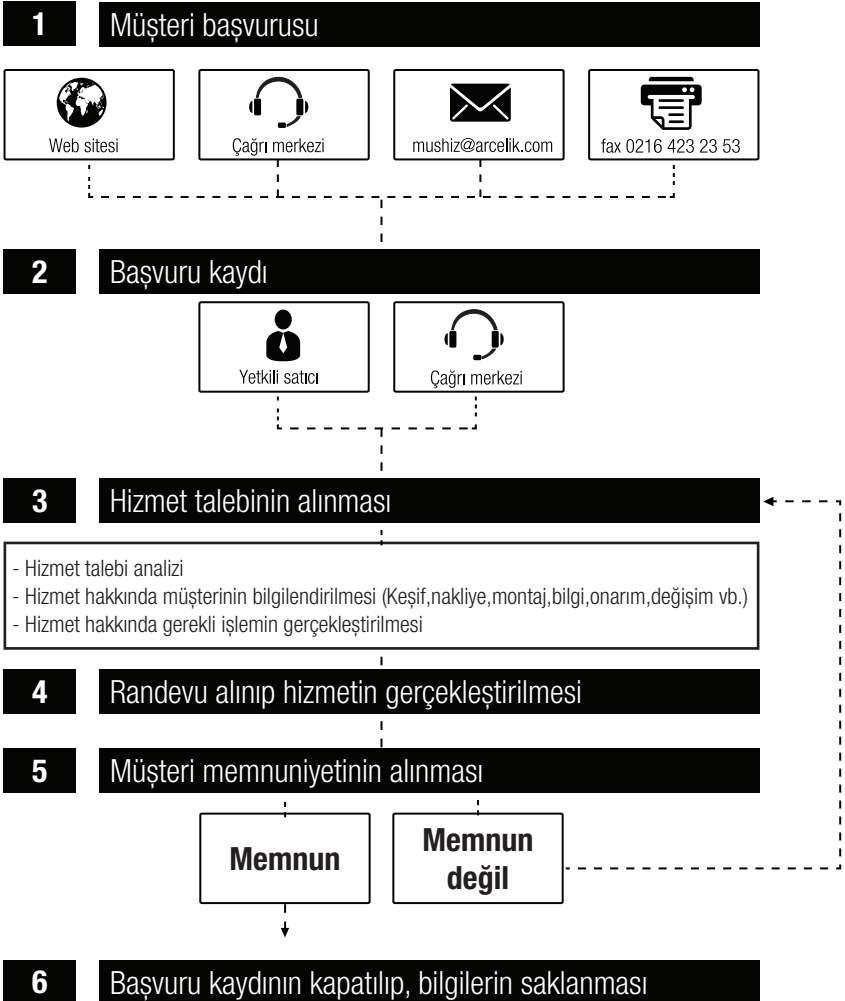 1 Müşteri başvurusu
Web sitesi
Çağrı merkezi
mushiz@arcelik.com
fax 0216 423 23 53
2 Başvuru kaydı
Yetkili satıcı
Çağrı merkezi
3 Hizmet talebinin alınması
- Hizmet talebi analizi
- Hizmet hakkında müşterinin bilgilendirilmesi (Keşif,nakliye,montaj,bilgi,onarım,değişim vb.)
- Hizmet hakkında gerekli işlemin gerçekleştirilmesi
4 Randevu alınıp hizmetin gerçekleştirilmesi
5 Müşteri memnuniyetinin alınması
Memnun
Memnun
değil
6 Başvuru kaydının kapatılıp, bilgilerin saklanması